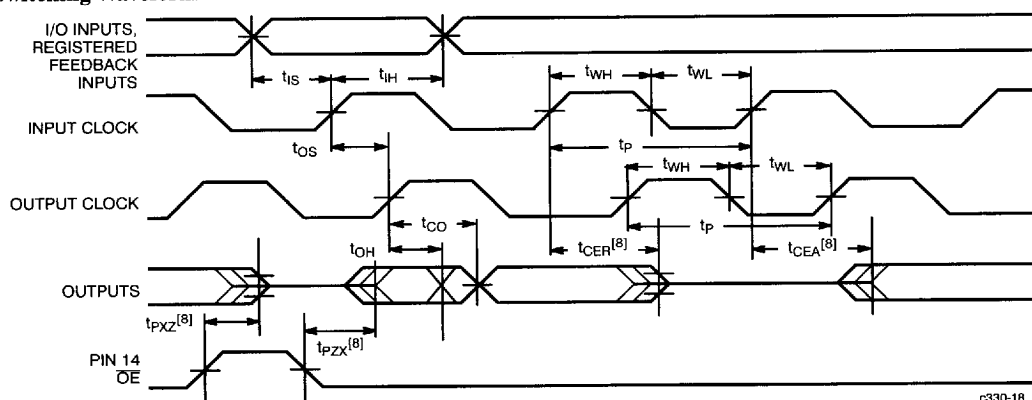 I/O INPUTS,
REGISTERED
FEEDBACK
INPUTS
tIS
tIH
tWH
tWL
INPUT CLOCK
tOS
tP
tWH
tWL
OUTPUT CLOCK
tCO
tP
tOH
tCER[8]
tCEA[8]
OUTPUTS
tPXZ[8]
tPZX[8]
PIN 14
OE
c330-18